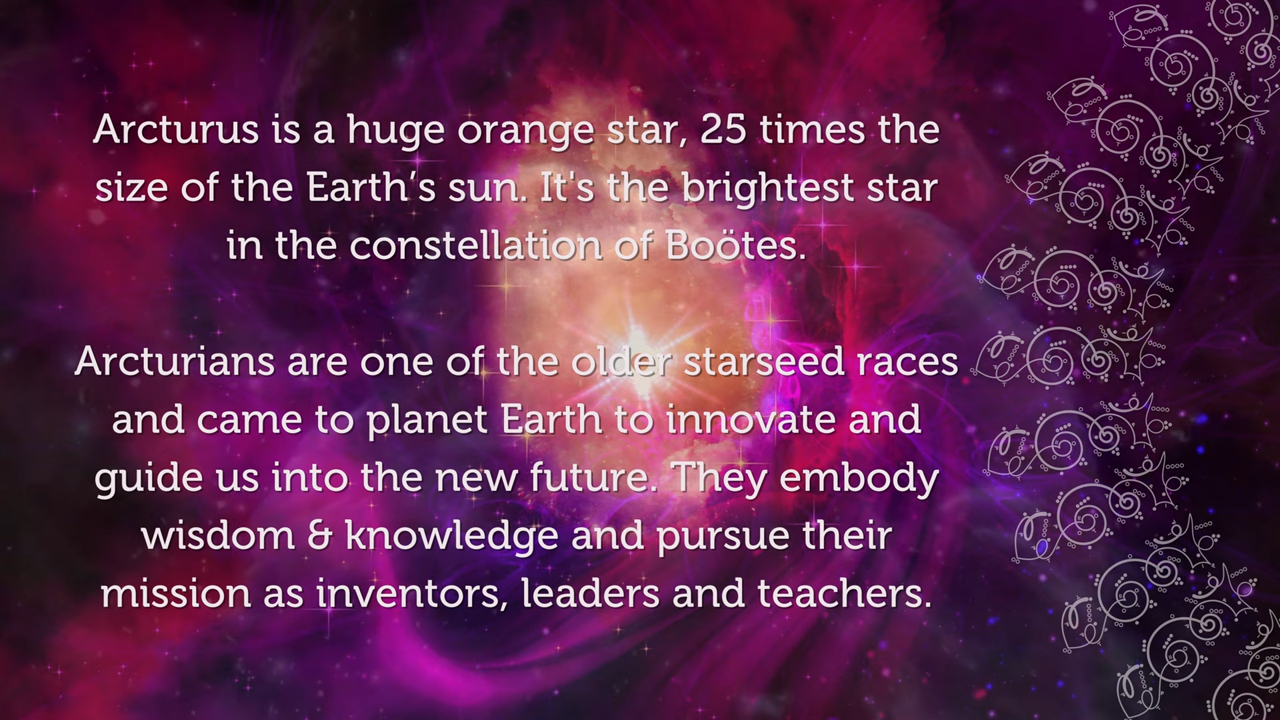 Arcturus is a huge orange star, 25 times the
size of the Earth’s sun. It's the brightest star
in the constellation of Boötes.
Arcturians are one of the older starseed races
and came to planet Earth to innovate and
guide us into the new future. They embody
wisdom & knowledge and pursue their
mission as inventors, leaders and teachers.